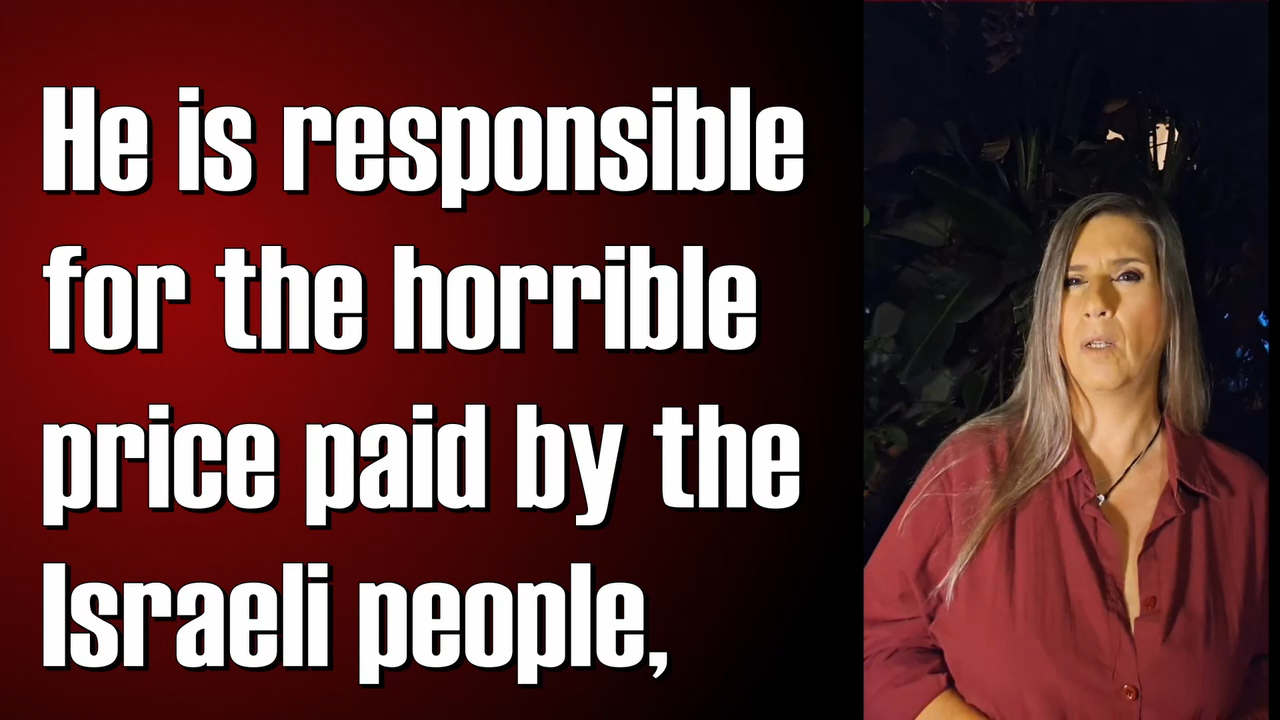 He is responsible
for the horrible
price paid by the
Israeli people,